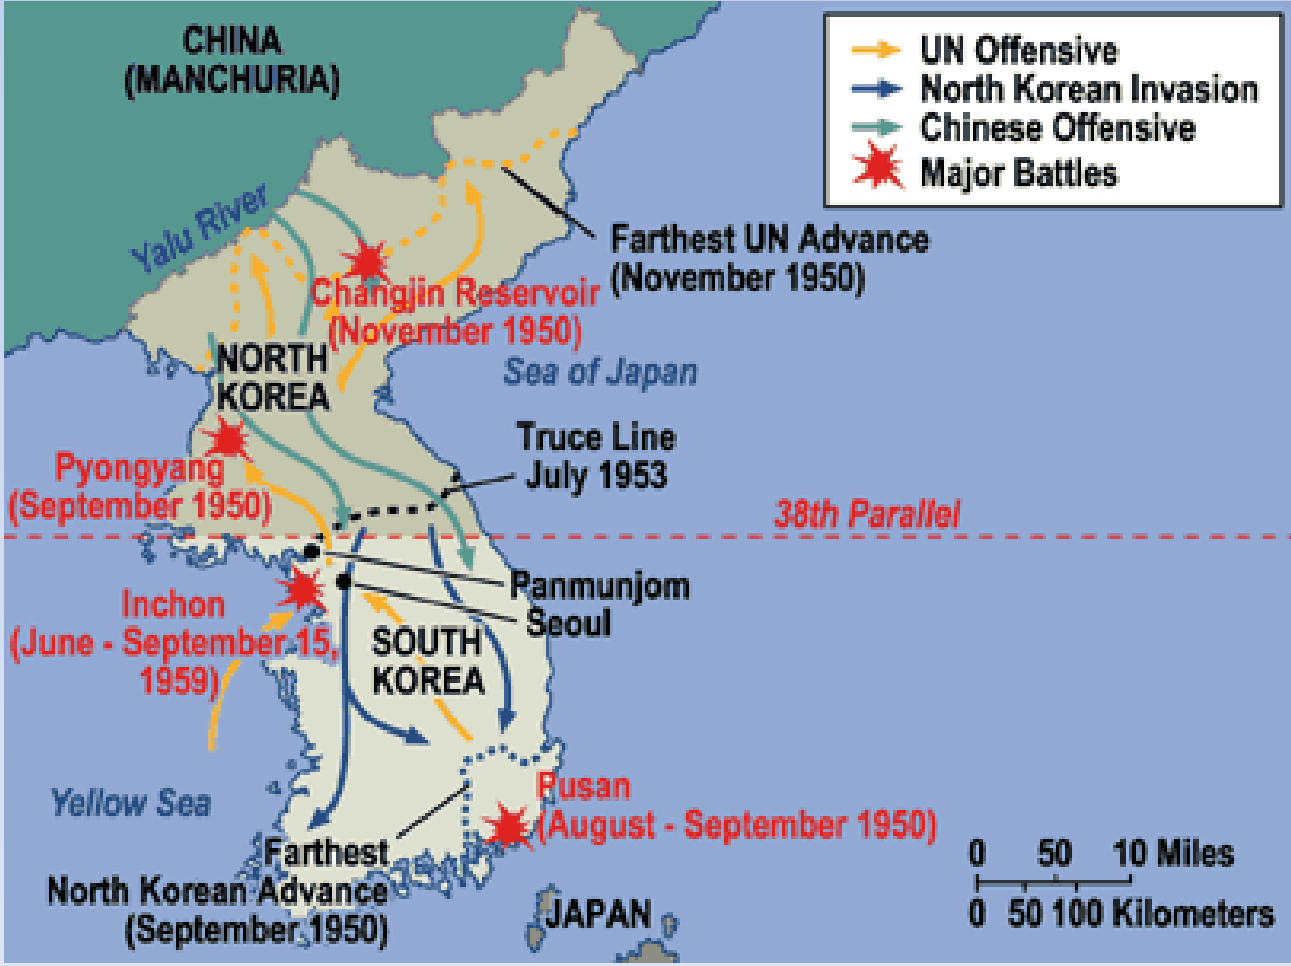 CHINA
(MANCHURIA)
UN Offensive
North Korean Invasion
Chinese Offensive
Major Battles
Yalu River
Farthest UN Advance
(November 1950)
Changjin Reservoir
(November 1950)
NORTH
KOREA
Sea of Japan
Truce Line
July 1953
Pyongyang
(September 1950)
38th Parallel
Panmunjom
Seoul
Inchon
(June - September 15,
1959)
SOUTH
KOREA
Yellow Sea
Pusan
(August - September 1950)
Farthest
North Korean Advance
(September 1950)
JAPAN
0 50 10 Miles
0 50 100 Kilometers